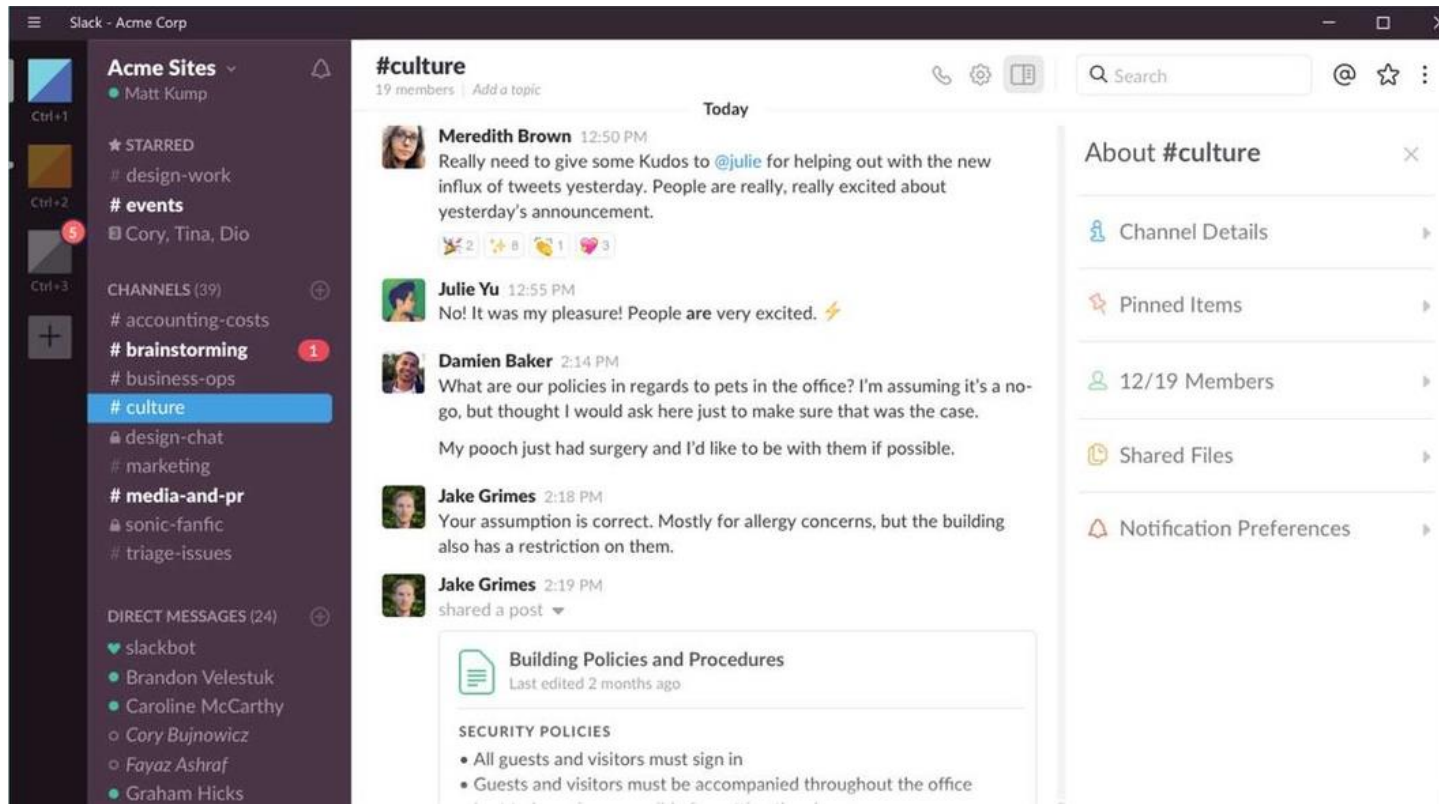 Slack - Acme Corp
Ctrl+1
Ctrl+2
5
Ctrl+3
Acme Sites
Matt Kump
STARRED
# design-work
# events
Cory, Tina, Dio
CHANNELS (39)
# accounting-costs
# brainstorming 1
# business-ops
# culture
design-chat
# marketing
# media-and-pr
sonic-fanfic
# triage-issues
DIRECT MESSAGES (24)
slackbot
Brandon Velestuk
Caroline McCarthy
Cory Bujnowicz
Fayaz Ashraf
Graham Hicks
#culture
19 members | Add a topic
Search
Today
Meredith Brown 12:50 PM
Really need to give some Kudos to @julie for helping out with the new
influx of tweets yesterday. People are really, really excited about
yesterday's announcement.
2 8 1 3
Julie Yu 12:55 PM
No! It was my pleasure! People are very excited.
Damien Baker 2:14 PM
What are our policies in regards to pets in the office? I'm assuming it's a no-
go, but thought I would ask here just to make sure that was the case.
My pooch just had surgery and I'd like to be with them if possible.
Jake Grimes 2:18 PM
Your assumption is correct. Mostly for allergy concerns, but the building
also has a restriction on them.
Jake Grimes 2:19 PM
shared a post
Building Policies and Procedures
Last edited 2 months ago
SECURITY POLICIES
• All guests and visitors must sign in
• Guests and visitors must be accompanied throughout the office
About #culture
Channel Details
Pinned Items
12/19 Members
Shared Files
Notification Preferences